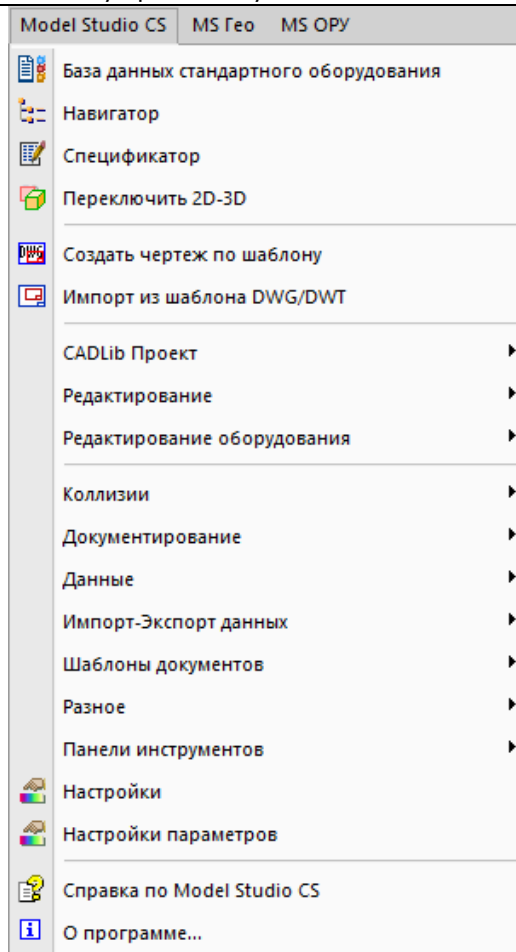 Model Studio CS MS Гео MS ОРУ
База данных стандартного оборудования
Навигатор
Спецификатор
Переключить 2D-3D
Создать чертеж по шаблону
Импорт из шаблона DWG/DWT
CADLib Проект
Редактирование
Редактирование оборудования
Коллизии
Документирование
Данные
Импорт-Экспорт данных
Шаблоны документов
Разное
Панели инструментов
Настройки
Настройки параметров
Справка по Model Studio CS
О программе...